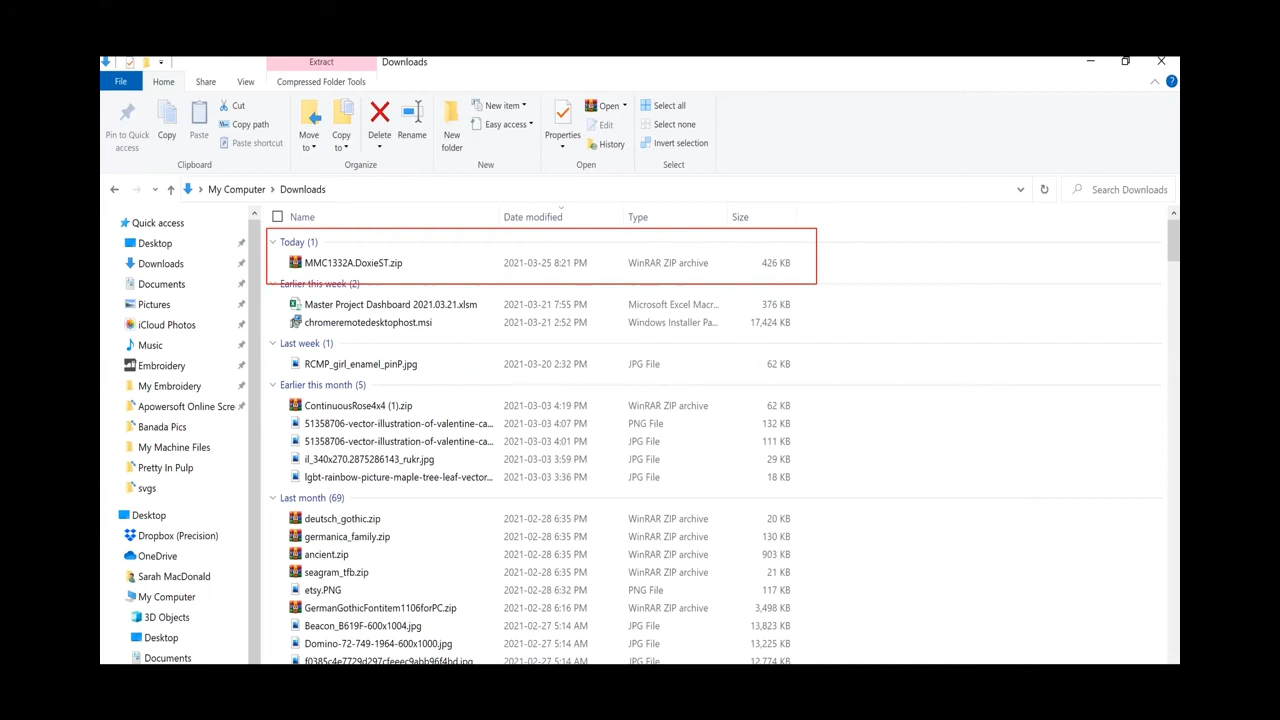 Extract Downloads
File Home Share View Compressed Folder Tools
Pin to Quick access
Copy
Paste
Cut
Copy path
Paste shortcut
Clipboard
Move to
Copy to
Delete
Rename
Organize
New folder
New item
Easy access
New
Properties
Open
Edit
History
Open
Select all
Select none
Invert selection
Select
My Computer > Downloads
Search Downloads
Quick access
Desktop
Downloads
Documents
Pictures
iCloud Photos
Music
Embroidery
My Embroidery
Apowersoft Online Scre
Banada Pics
My Machine Files
Pretty In Pulp
svgs
Desktop
Dropbox (Precision)
OneDrive
Sarah MacDonald
My Computer
3D Objects
Desktop
Documents
Name Date modified Type Size
Today (1)
MMC1332A.DoxieST.zip 2021-03-25 8:21 PM WinRAR ZIP archive 426 KB
Earlier this week (2)
Master Project Dashboard 2021.03.21.xlsm 2021-03-21 7:55 PM Microsoft Excel Macr... 376 KB
chromeremotedesktophost.msi 2021-03-21 2:52 PM Windows Installer Pa... 17,424 KB
Last week (1)
RCMP_girl_enamel_pinP.jpg 2021-03-20 2:32 PM JPG File 62 KB
Earlier this month (5)
ContinuousRose4x4 (1).zip 2021-03-03 4:19 PM WinRAR ZIP archive 62 KB
51358706-vector-illustration-of-valentine-ca... 2021-03-03 4:07 PM PNG File 132 KB
51358706-vector-illustration-of-valentine-ca... 2021-03-03 4:01 PM JPG File 111 KB
il_340x270.2875286143_rukr.jpg 2021-03-03 3:59 PM JPG File 29 KB
lgbt-rainbow-picture-maple-tree-leaf-vector... 2021-03-03 3:36 PM JPG File 18 KB
Last month (69)
deutsch_gothic.zip 2021-02-28 6:35 PM WinRAR ZIP archive 20 KB
germanica_family.zip 2021-02-28 6:35 PM WinRAR ZIP archive 130 KB
ancient.zip 2021-02-28 6:35 PM WinRAR ZIP archive 903 KB
seagram_tfb.zip 2021-02-28 6:35 PM WinRAR ZIP archive 21 KB
etsy.PNG 2021-02-28 6:32 PM PNG File 117 KB
GermanGothicFontitem1106forPC.zip 2021-02-28 6:16 PM WinRAR ZIP archive 3,498 KB
Beacon_B619F-600x1004.jpg 2021-02-27 5:14 AM JPG File 13,823 KB
Domino-72-749-1964-600x1000.jpg 2021-02-27 5:14 AM JPG File 13,225 KB
f0385c4e7729d297cfeeec9abb96f4bd.jpg 2021-02-27 5:14 AM JPG File 12,774 KB